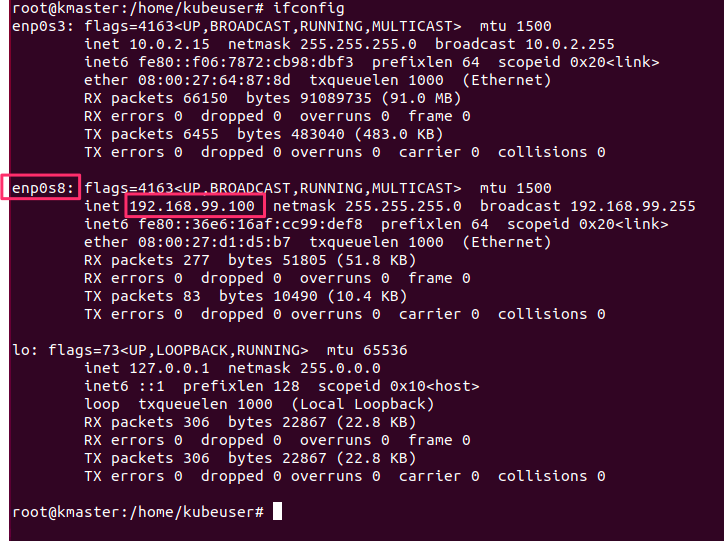 root@kmaster:/home/kubeuser# ifconfig
enp0s3: flags=4163<UP,BROADCAST,RUNNING,MULTICAST>  mtu 1500
        inet 10.0.2.15  netmask 255.255.255.0  broadcast 10.0.2.255
        inet6 fe80::f06:7872:cb98:dbf3  prefixlen 64  scopeid 0x20<link>
        ether 08:00:27:64:87:8d  txqueuelen 1000  (Ethernet)
        RX packets 66150  bytes 91089735 (91.0 MB)
        RX errors 0  dropped 0  overruns 0  frame 0
        TX packets 6455  bytes 483040 (483.0 KB)
        TX errors 0  dropped 0 overruns 0  carrier 0  collisions 0
enp0s8: flags=4163<UP,BROADCAST,RUNNING,MULTICAST>  mtu 1500
        inet 192.168.99.100  netmask 255.255.255.0  broadcast 192.168.99.255
        inet6 fe80::36e6:16af:cc99:def8  prefixlen 64  scopeid 0x20<link>
        ether 08:00:27:d1:d5:b7  txqueuelen 1000  (Ethernet)
        RX packets 277  bytes 51805 (51.8 KB)
        RX errors 0  dropped 0  overruns 0  frame 0
        TX packets 83  bytes 10490 (10.4 KB)
        TX errors 0  dropped 0 overruns 0  carrier 0  collisions 0
lo: flags=73<UP,LOOPBACK,RUNNING>  mtu 65536
        inet 127.0.0.1  netmask 255.0.0.0
        inet6 ::1  prefixlen 128  scopeid 0x10<host>
        loop  txqueuelen 1000  (Local Loopback)
        RX packets 306  bytes 22867 (22.8 KB)
        RX errors 0  dropped 0  overruns 0  frame 0
        TX packets 306  bytes 22867 (22.8 KB)
        TX errors 0  dropped 0 overruns 0  carrier 0  collisions 0
root@kmaster:/home/kubeuser#